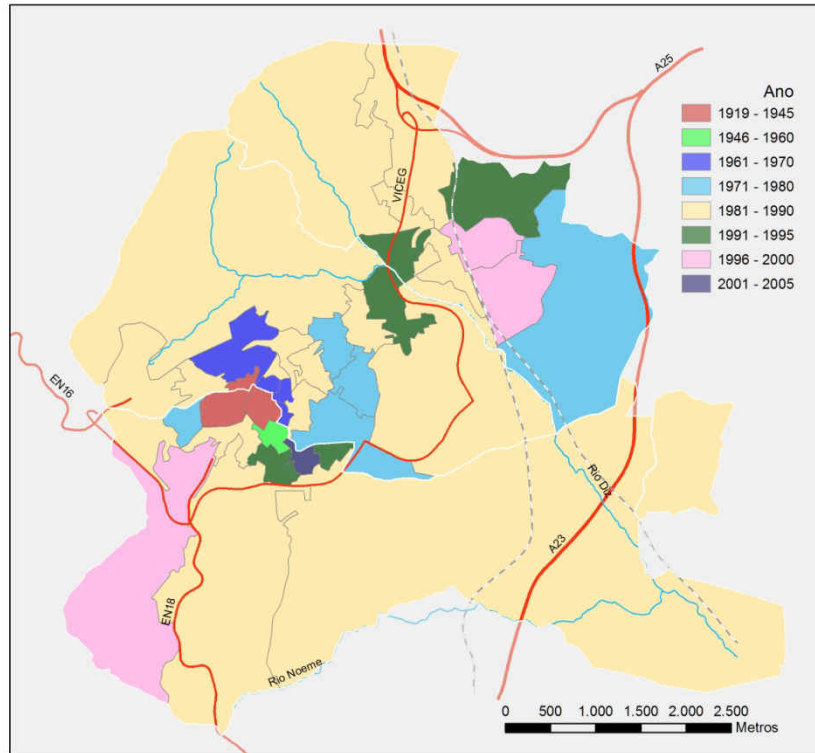 A25
Ano
1919 - 1945
1946 - 1960
1961 - 1970
1971 - 1980
1981 - 1990
1991 - 1995
1996 - 2000
2001 - 2005
VICEG
EN16
Rio Diz
A23
EN18
Rio Noeme
0 500 1.000 1.500 2.000 2.500
Metros